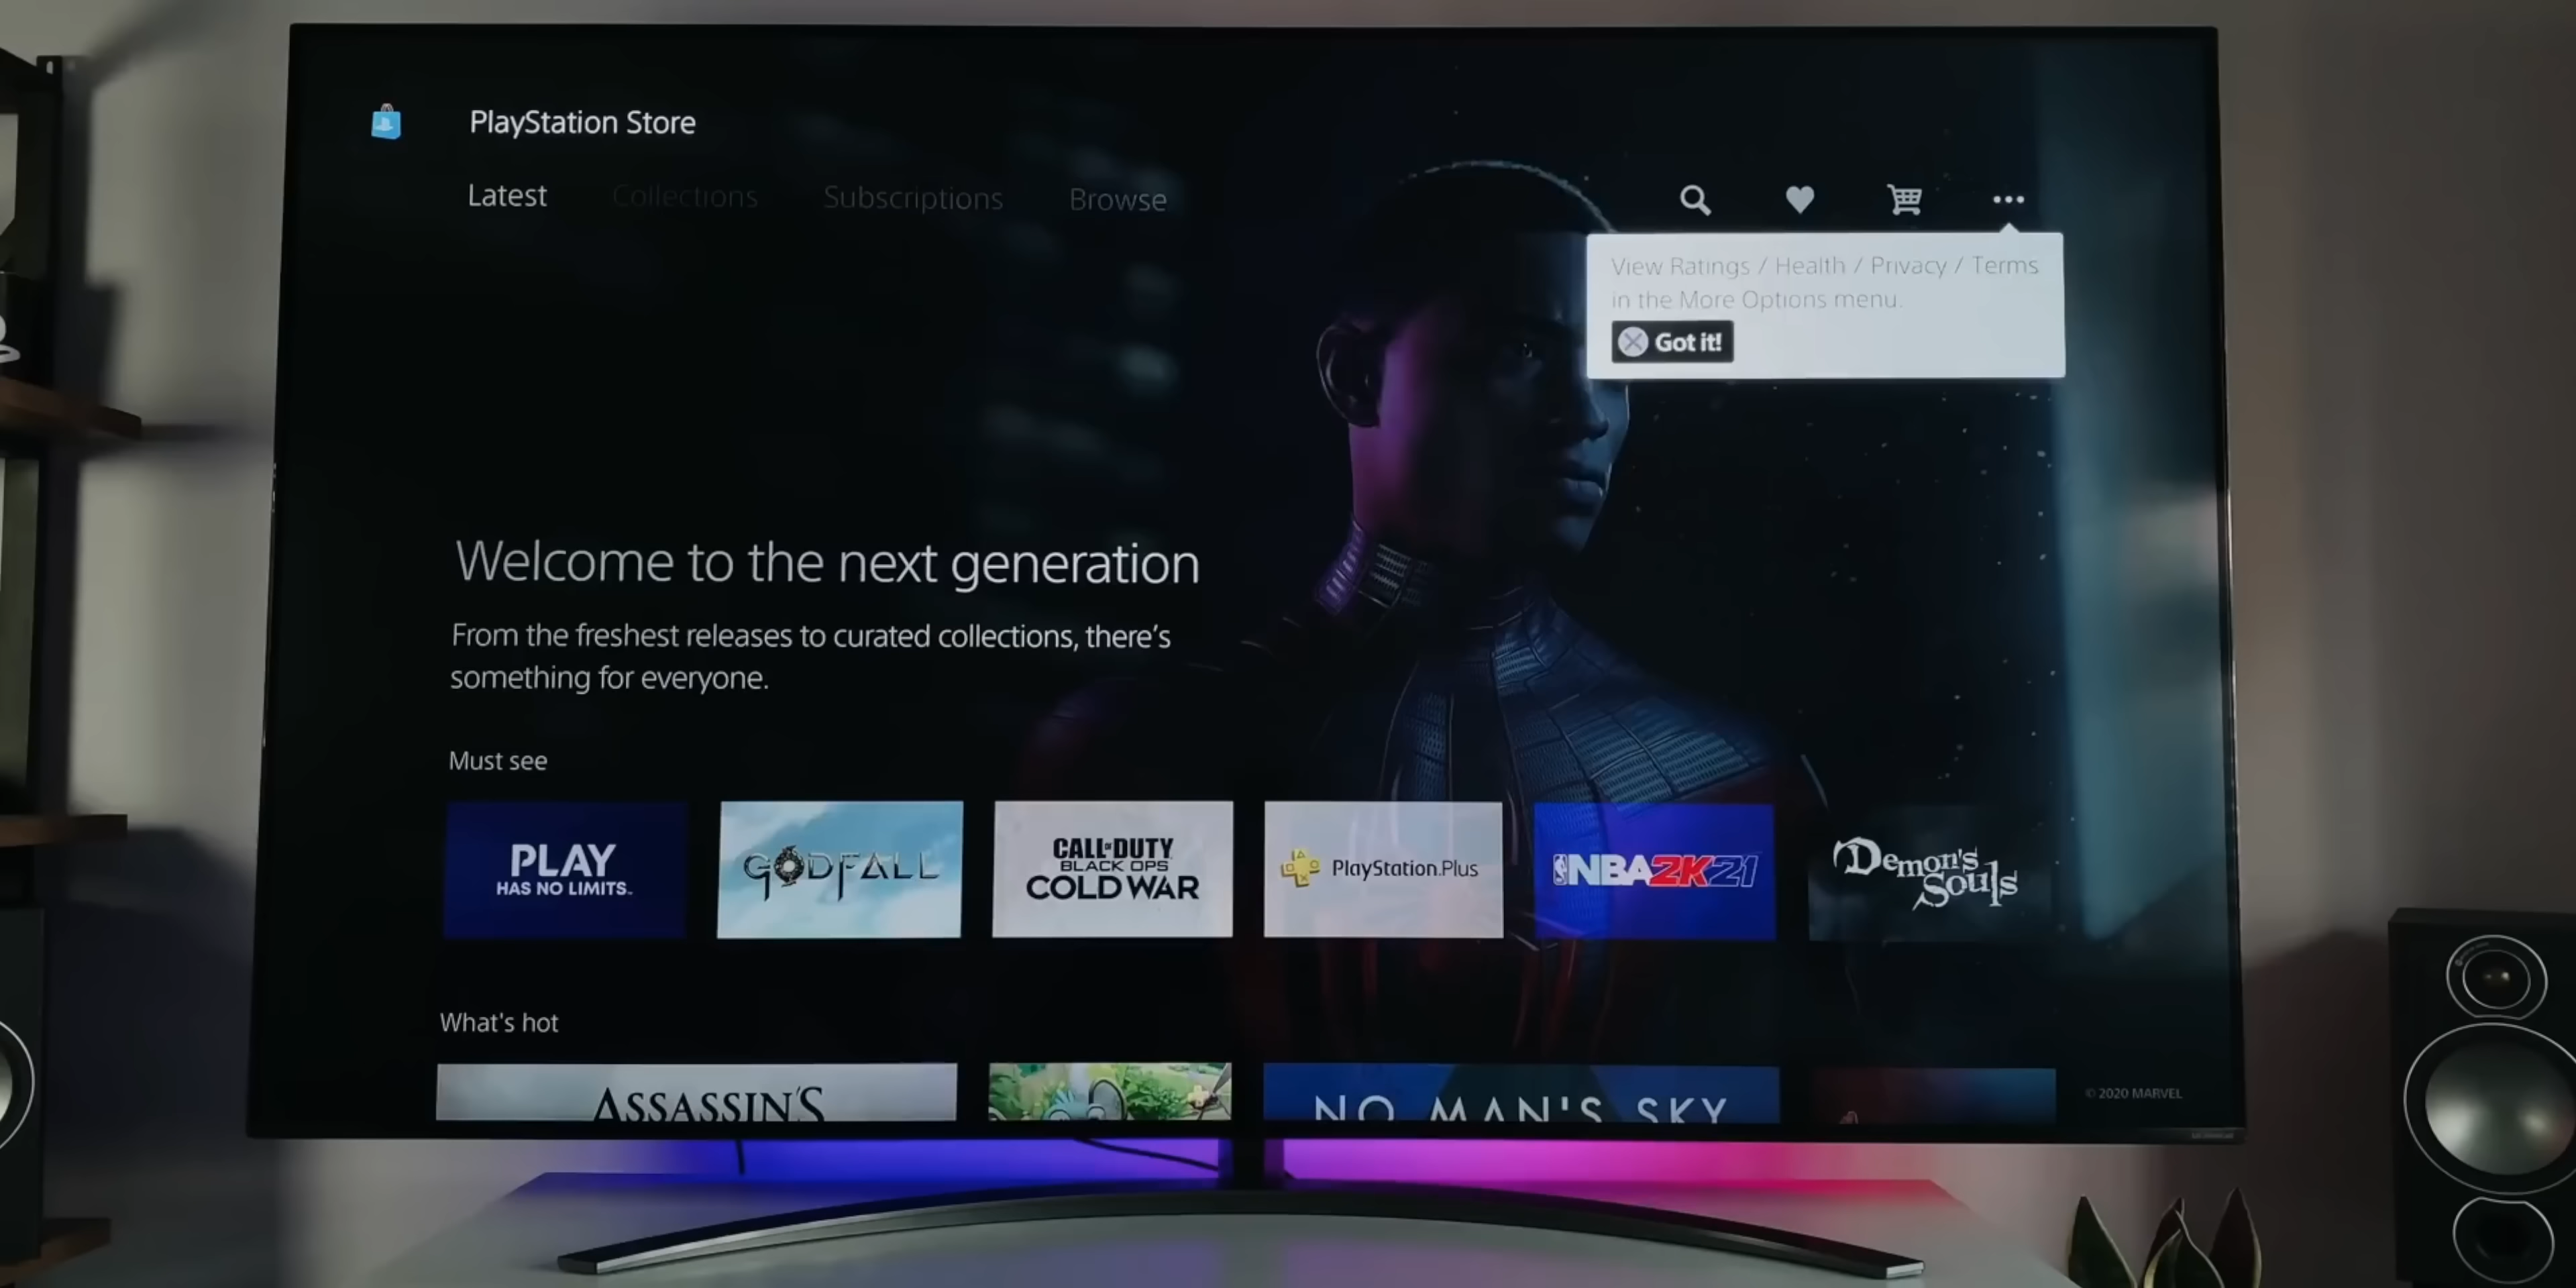 PlayStation Store
Latest Collections Subscriptions Browse
View Ratings / Health / Privacy / Terms
in the More Options menu.
Got it!
Welcome to the next generation
From the freshest releases to curated collections, there's
something for everyone.
Must see
PLAY
HAS NO LIMITS™
GODFALL
CALL OF DUTY
BLACK OPS
COLD WAR
PlayStation Plus
NBA 2K21
Demon's
Souls
What's hot
ASSASSIN'S
NO MAN'S SKY
© 2020 MARVEL